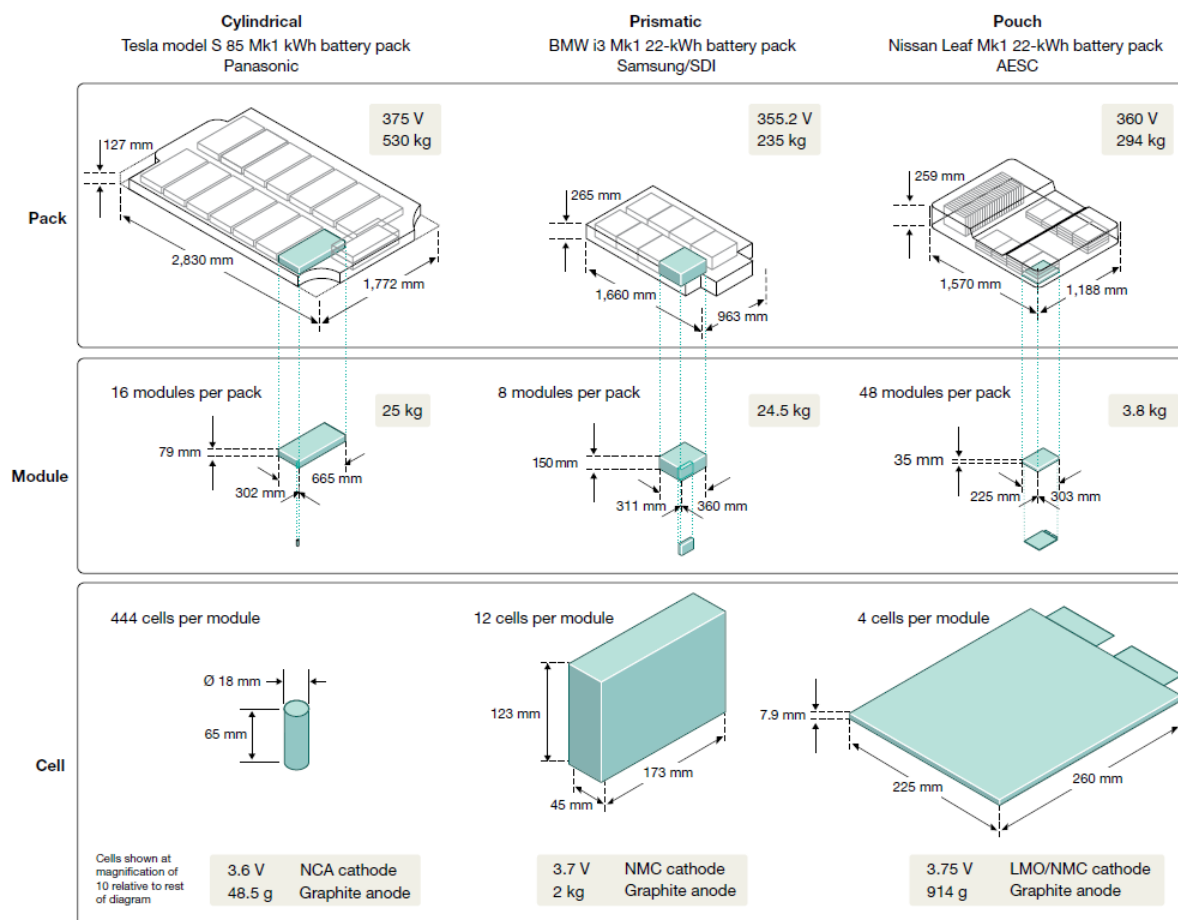 Cylindrical
Tesla model S 85 Mk1 kWh battery pack
Panasonic
Prismatic
BMW i3 Mk1 22-kWh battery pack
Samsung/SDI
Pouch
Nissan Leaf Mk1 22-kWh battery pack
AESC
Pack
375 V
530 kg
127 mm
2,830 mm
1,772 mm
355.2 V
235 kg
265 mm
1,660 mm
963 mm
360 V
294 kg
259 mm
1,570 mm
1,188 mm
Module
16 modules per pack
25 kg
79 mm
302 mm
665 mm
8 modules per pack
24.5 kg
150 mm
311 mm
360 mm
48 modules per pack
3.8 kg
35 mm
225 mm
303 mm
Cell
444 cells per module
Ø 18 mm
65 mm
12 cells per module
123 mm
45 mm
173 mm
4 cells per module
7.9 mm
225 mm
260 mm
Cells shown at
magnification of
10 relative to rest
of diagram
3.6 V NCA cathode
48.5 g Graphite anode
3.7 V NMC cathode
2 kg Graphite anode
3.75 V LMO/NMC cathode
914 g Graphite anode